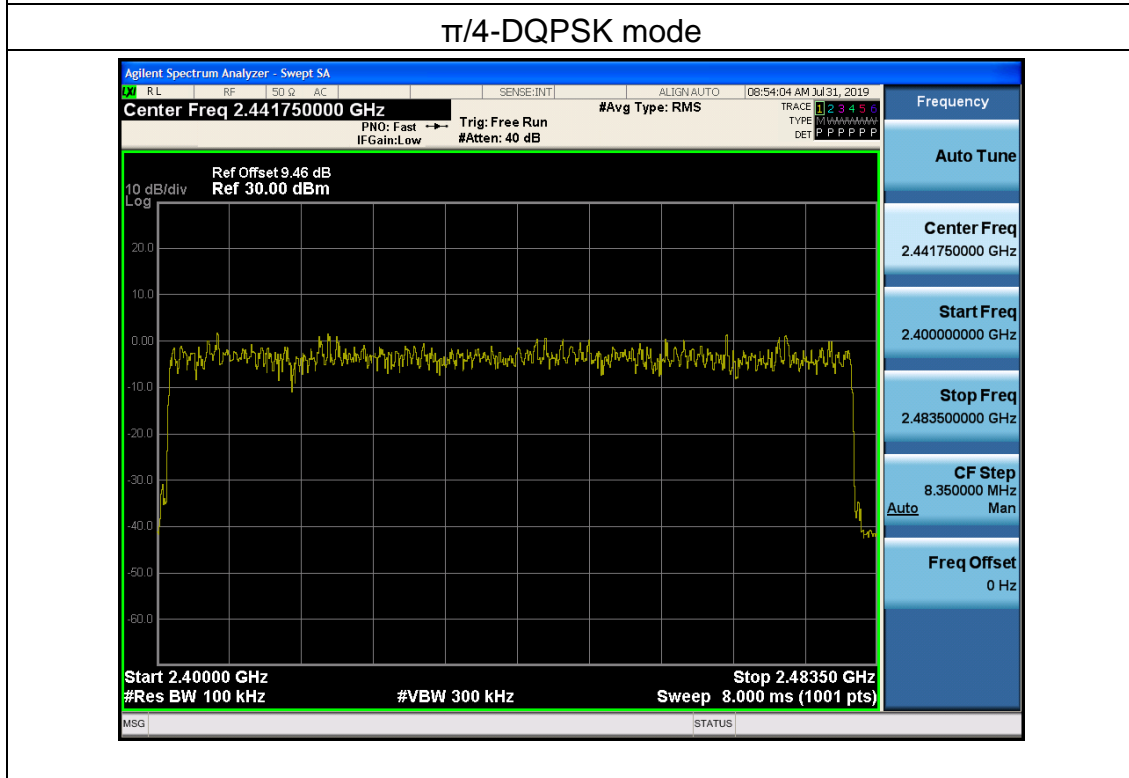 π/4-DQPSK mode
Agilent Spectrum Analyzer - Swept SA
LXI RL RF 50 Ω AC SENSE:INT ALIGN AUTO 08:54:04 AM Jul 31, 2019
Center Freq 2.441750000 GHz
PNO: Fast
IFGain:Low
Trig: Free Run
#Atten: 40 dB
#Avg Type: RMS
TRACE 1 2 3 4 5 6
TYPE M WWWWW
DET P P P P P P
Ref Offset 9.46 dB
10 dB/div Ref 30.00 dBm
Log
20.0
10.0
0.00
-10.0
-20.0
-30.0
-40.0
-50.0
-60.0
Start 2.40000 GHz Stop 2.48350 GHz
#Res BW 100 kHz #VBW 300 kHz Sweep 8.000 ms (1001 pts)
MSG STATUS
Frequency
Auto Tune
Center Freq
2.441750000 GHz
Start Freq
2.400000000 GHz
Stop Freq
2.483500000 GHz
CF Step
8.350000 MHz
Auto Man
Freq Offset
0 Hz